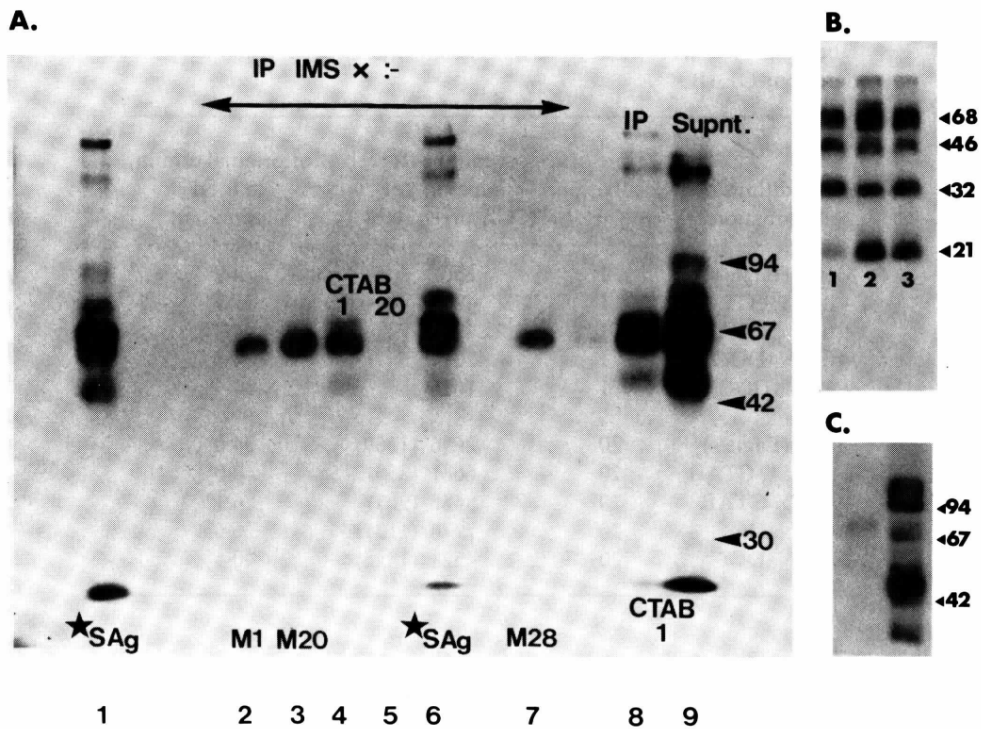 A.
IP IMS × :-
IP Supnt.
CTAB
1 20
◄94
◄67
◄42
◄30
★SAg M1 M20 ★SAg M28 CTAB
1
1 2 3 4 5 6 7 8 9
B.
◄68
◄46
◄32
◄21
1 2 3
C.
◄94
◄67
◄42